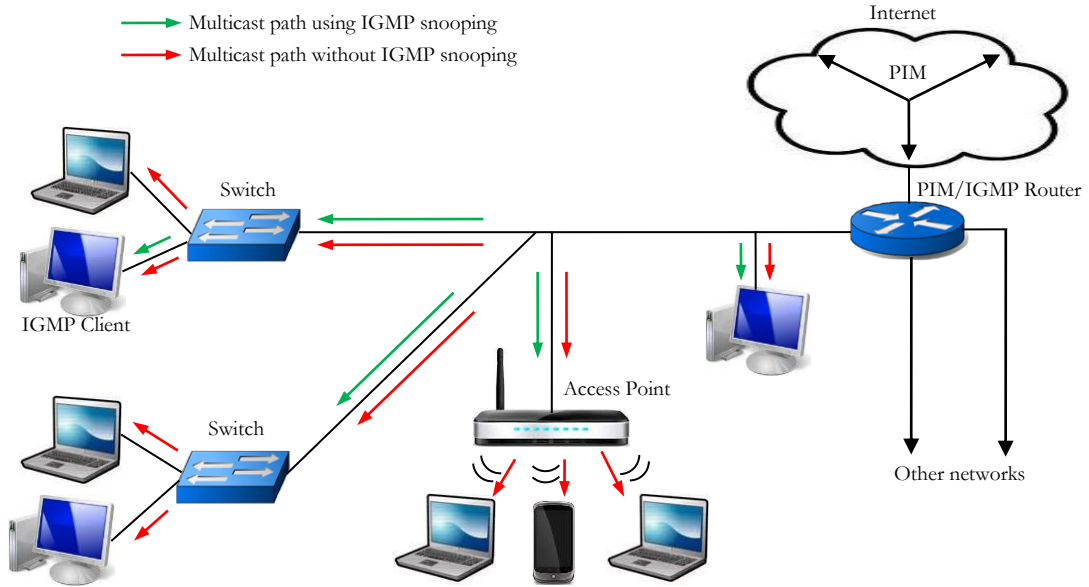 Multicast path using IGMP snooping
Multicast path without IGMP snooping
Internet
PIM
PIM/IGMP Router
Switch
IGMP Client
Access Point
Switch
Other networks